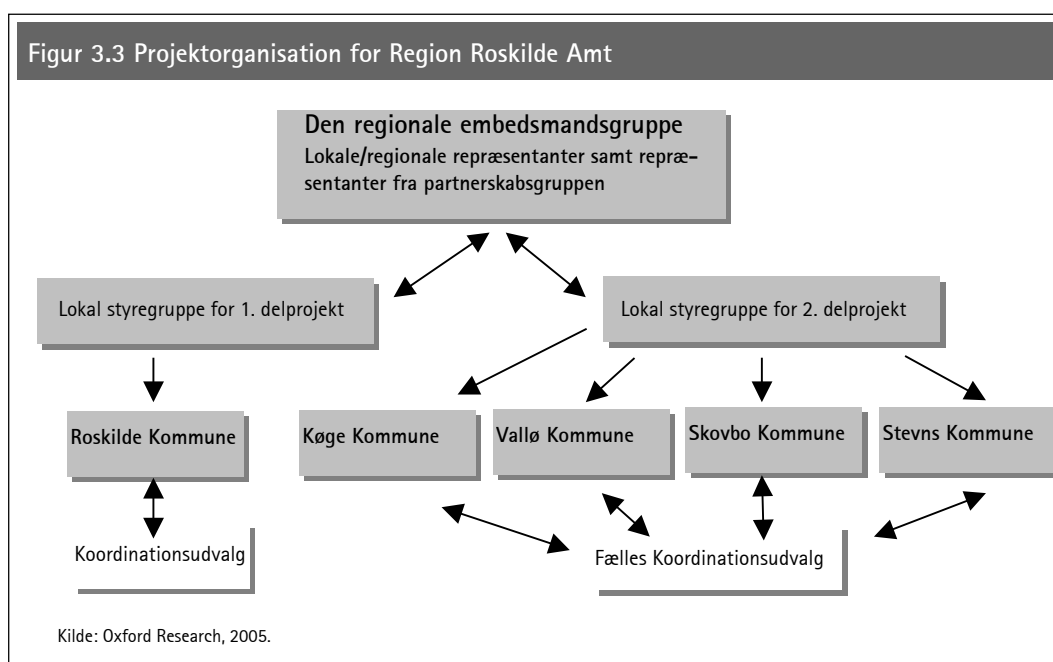 Figur 3.3 Projektorganisation for Region Roskilde Amt
Den regionale embedsmandsgruppe
Lokale/regionale repræsentanter samt repræ-
sentanter fra partnerskabsgruppen
Lokal styregruppe for 1. delprojekt
Lokal styregruppe for 2. delprojekt
Roskilde Kommune
Køge Kommune
Vallø Kommune
Skovbo Kommune
Stevns Kommune
Koordinationsudvalg
Fælles Koordinationsudvalg
Kilde: Oxford Research, 2005.